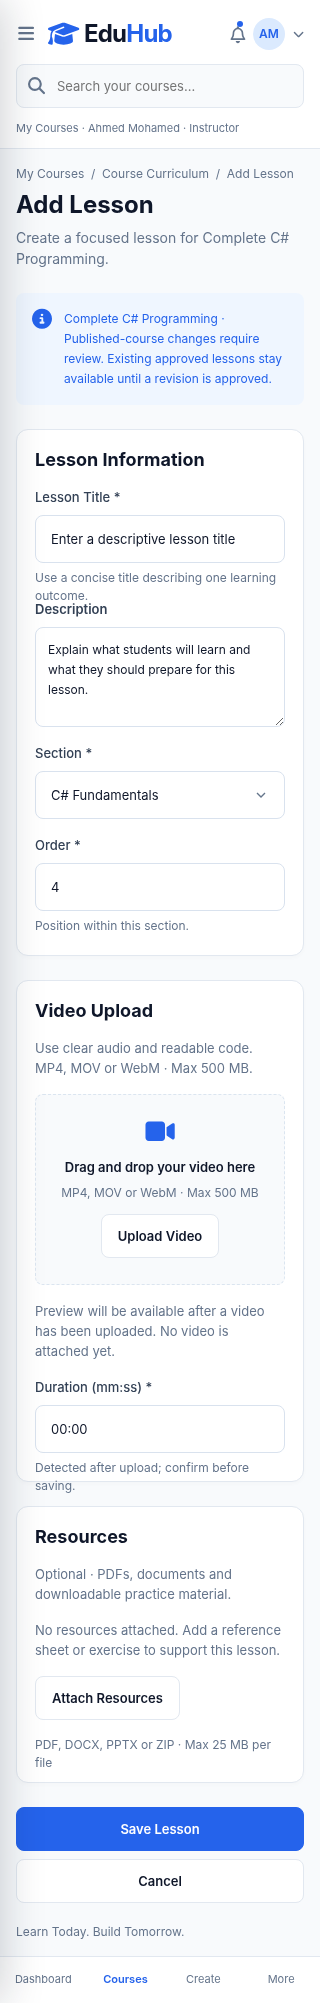 EduHub
AM
Search your courses...
My Courses · Ahmed Mohamed · Instructor
My Courses / Course Curriculum / Add Lesson
Add Lesson
Create a focused lesson for Complete C#
Programming.
Complete C# Programming ·
Published-course changes require
review. Existing approved lessons stay
available until a revision is approved.
Lesson Information
Lesson Title *
Enter a descriptive lesson title
Use a concise title describing one learning
outcome.
Description
Explain what students will learn and
what they should prepare for this
lesson.
Section *
C# Fundamentals
Order *
4
Position within this section.
Video Upload
Use clear audio and readable code.
MP4, MOV or WebM · Max 500 MB.
Drag and drop your video here
MP4, MOV or WebM · Max 500 MB
Upload Video
Preview will be available after a video
has been uploaded. No video is
attached yet.
Duration (mm:ss) *
00:00
Detected after upload; confirm before
saving.
Resources
Optional · PDFs, documents and
downloadable practice material.
No resources attached. Add a reference
sheet or exercise to support this lesson.
Attach Resources
PDF, DOCX, PPTX or ZIP · Max 25 MB per
file
Save Lesson
Cancel
Learn Today. Build Tomorrow.
Dashboard Courses Create More